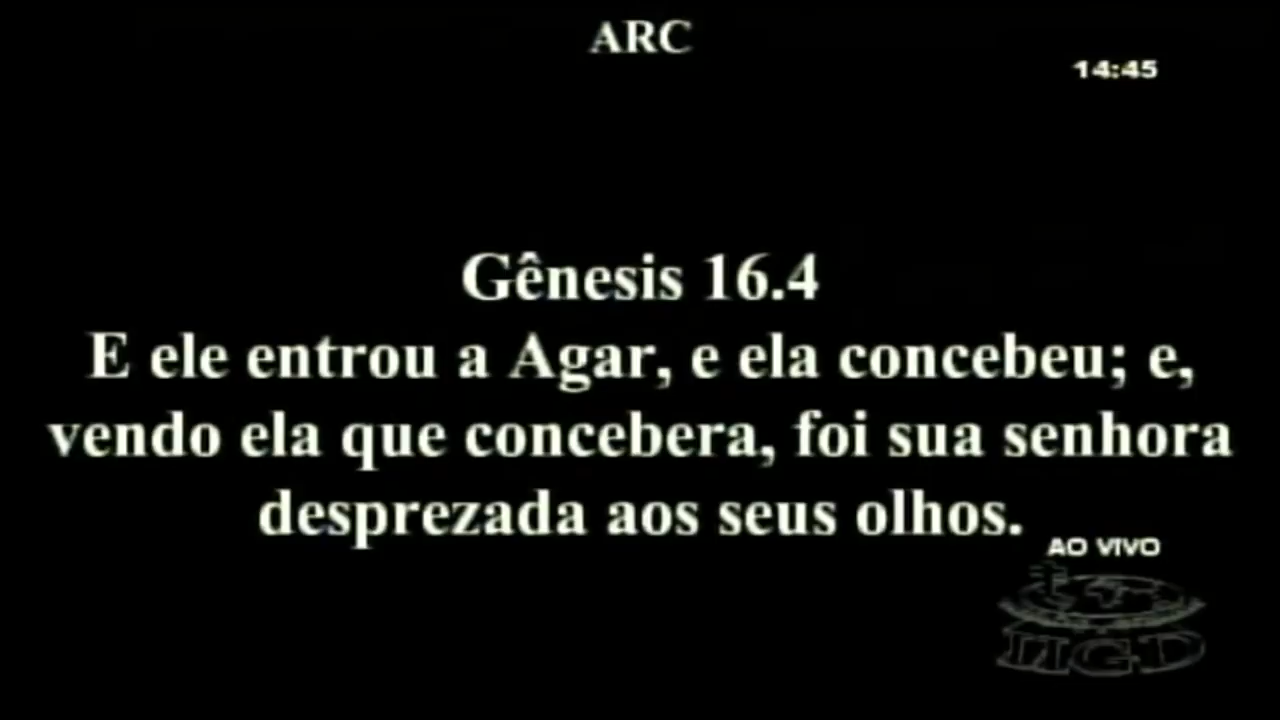 ARC
14:45
Gênesis 16.4
E ele entrou a Agar, e ela concebeu; e,
vendo ela que concebera, foi sua senhora
desprezada aos seus olhos.
AO VIVO